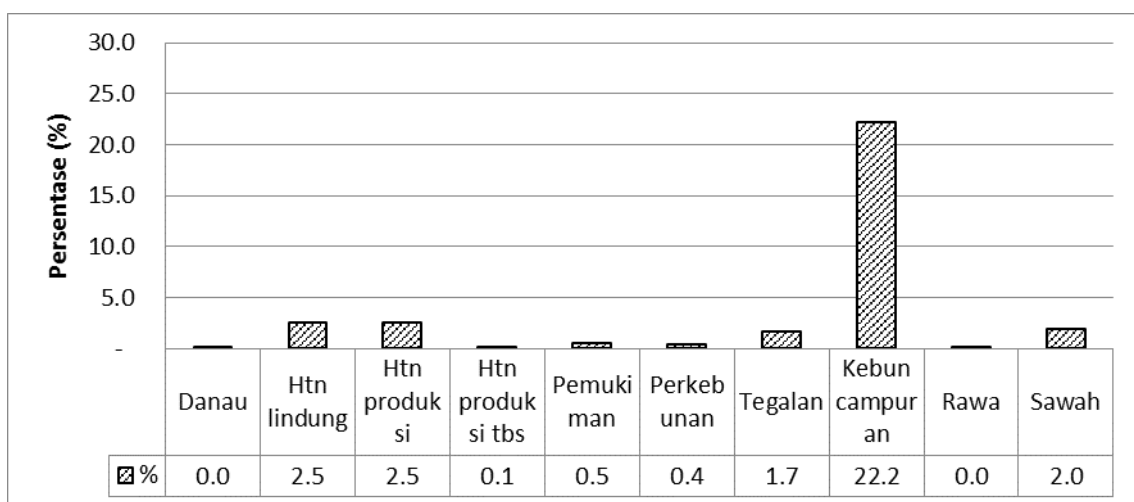 30.0
25.0
20.0
15.0
10.0
5.0
-
Persentase (%)
Danau
Htn
lindung
Htn
produk
si
Htn
produk
si tbs
Pemuki
man
Perkeb
unan
Tegalan
Kebun
campur
an
Rawa
Sawah
% 0.0 2.5 2.5 0.1 0.5 0.4 1.7 22.2 0.0 2.0